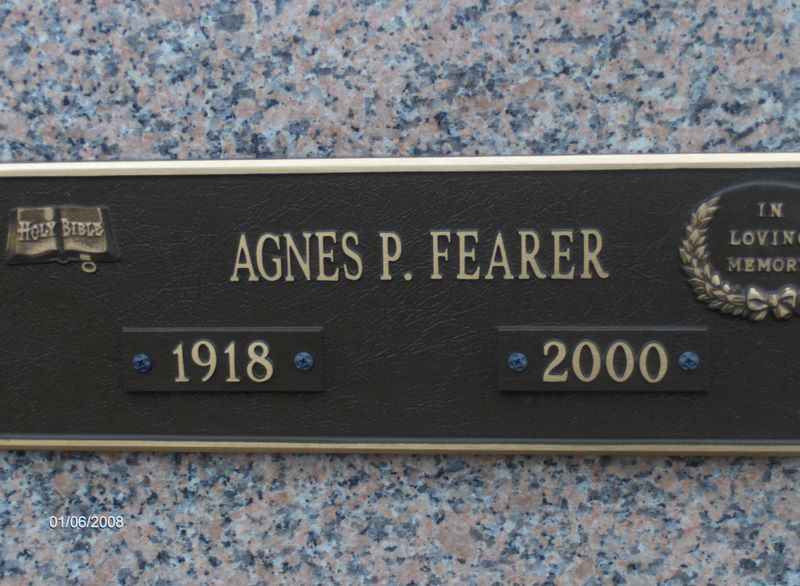 HOLY BIBLE
AGNES P. FEARER
IN
LOVING
MEMORY
1918
2000
01/06/2008